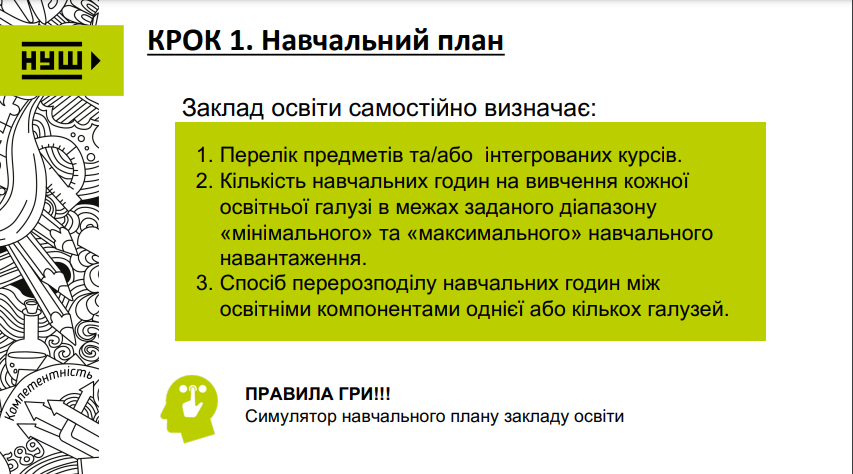 КРОК 1. Навчальний план
НУШ
Заклад освіти самостійно визначає:
1. Перелік предметів та/або інтегрованих курсів.
2. Кількість навчальних годин на вивчення кожної
освітньої галузі в межах заданого діапазону
«мінімального» та «максимального» навчального
навантаження.
3. Спосіб перерозподілу навчальних годин між
освітніми компонентами однієї або кількох галузей.
Компетентність
ПРАВИЛА ГРИ!!!
Симулятор навчального плану закладу освіти